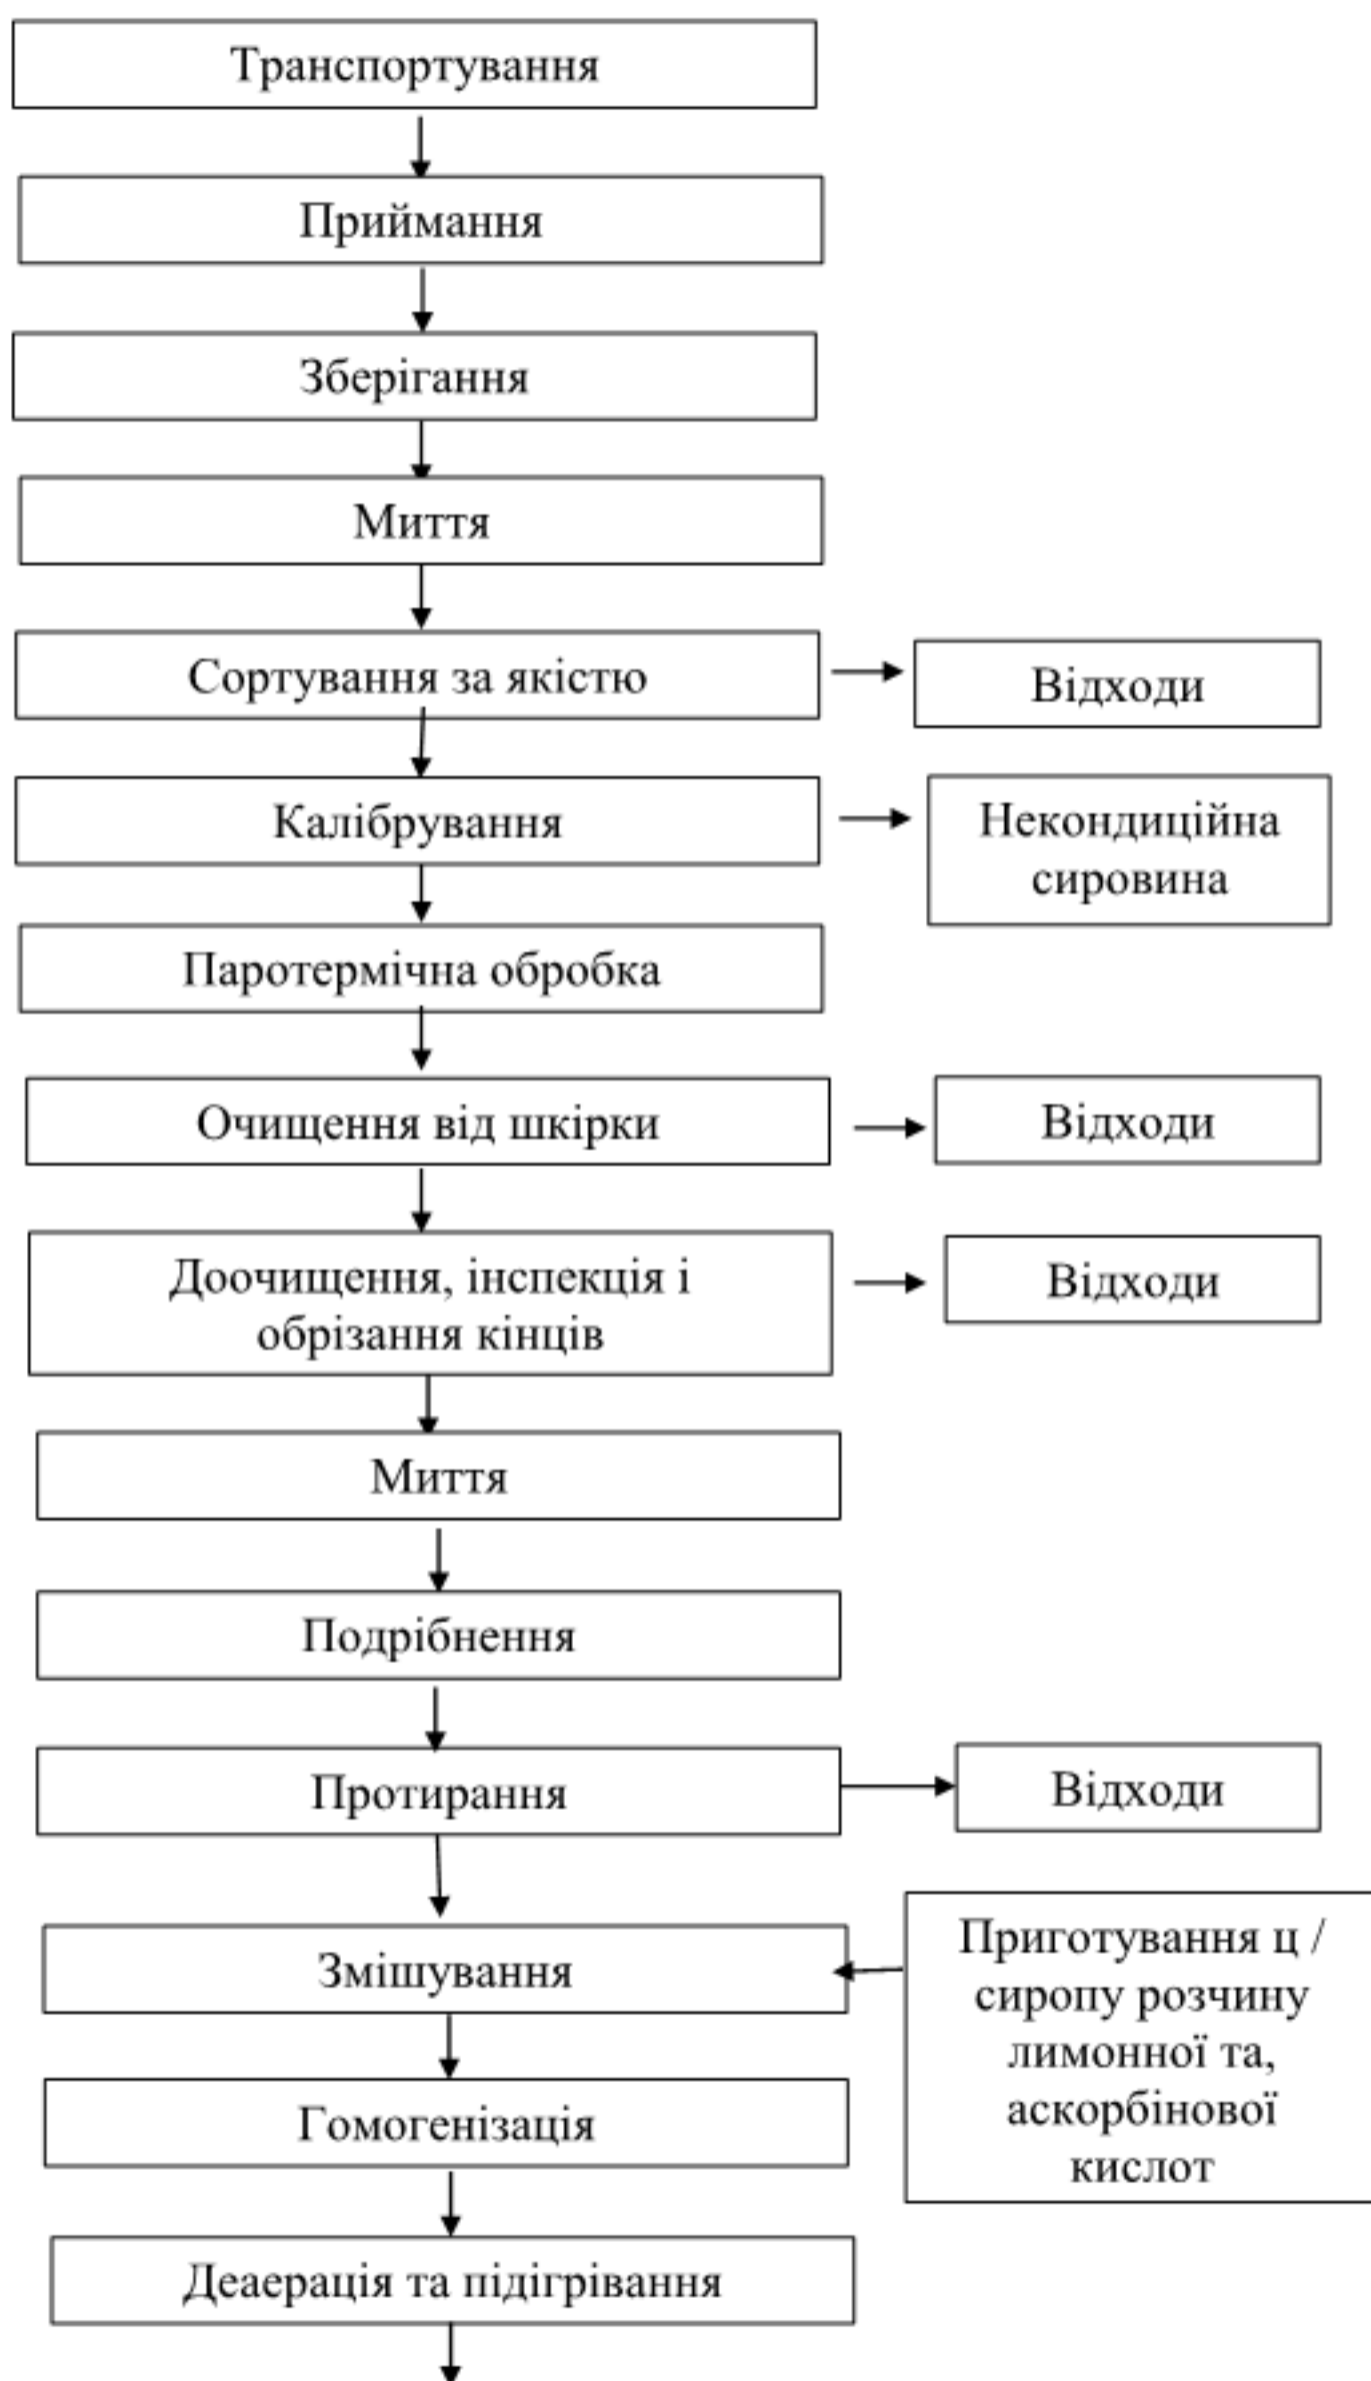 Транспортування
Приймання
Зберігання
Миття
Сортування за якістю
Відходи
Калібрування
Некондиційна
сировина
Паротермічна обробка
Очищення від шкірки
Відходи
Доочищення, інспекція і
обрізання кінців
Відходи
Миття
Подрібнення
Протирання
Відходи
Змішування
Приготування ц /
сиропу розчину
лимонної та,
аскорбінової
кислот
Гомогенізація
Деаерація та підігрівання